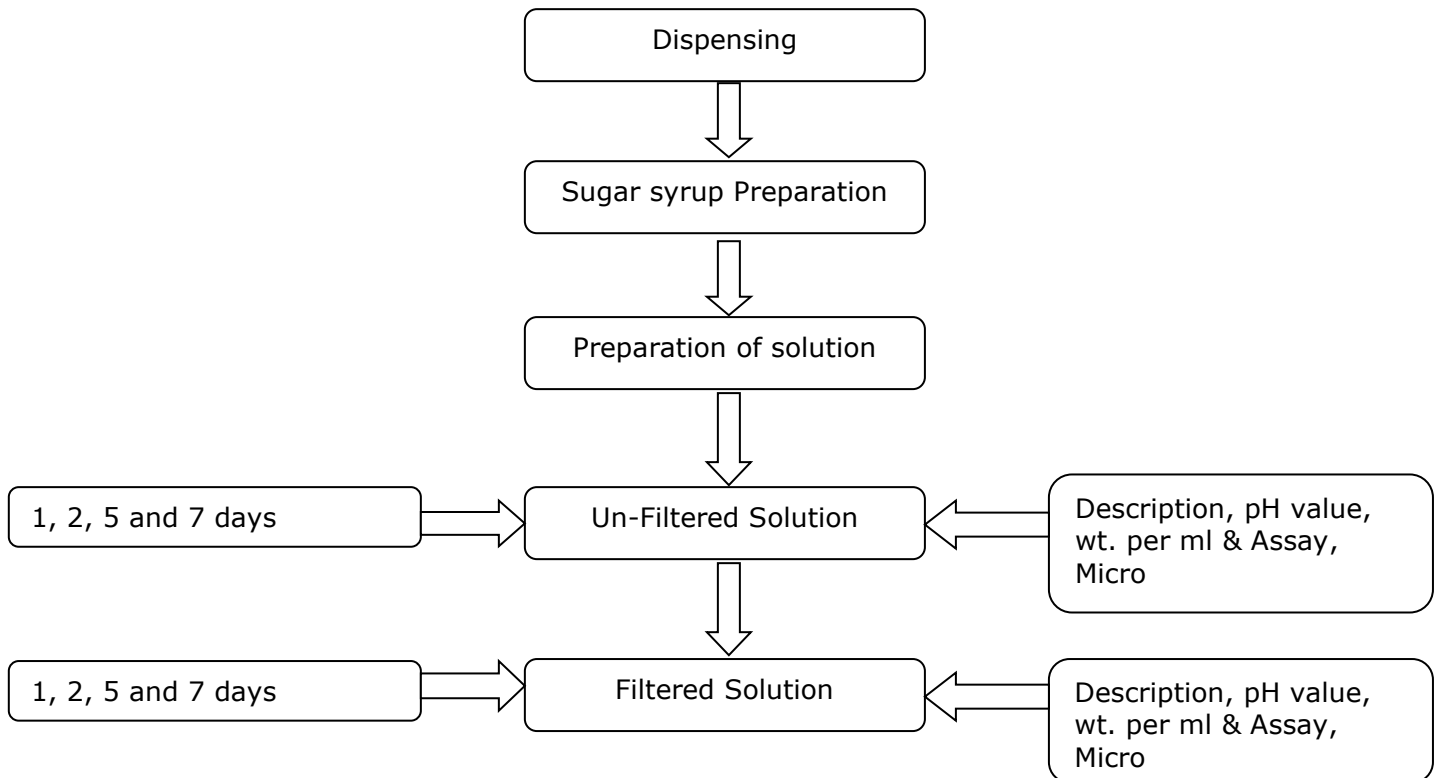 Dispensing
Sugar syrup Preparation
Preparation of solution
1, 2, 5 and 7 days
Un-Filtered Solution
Description, pH value,
wt. per ml & Assay,
Micro
1, 2, 5 and 7 days
Filtered Solution
Description, pH value,
wt. per ml & Assay,
Micro